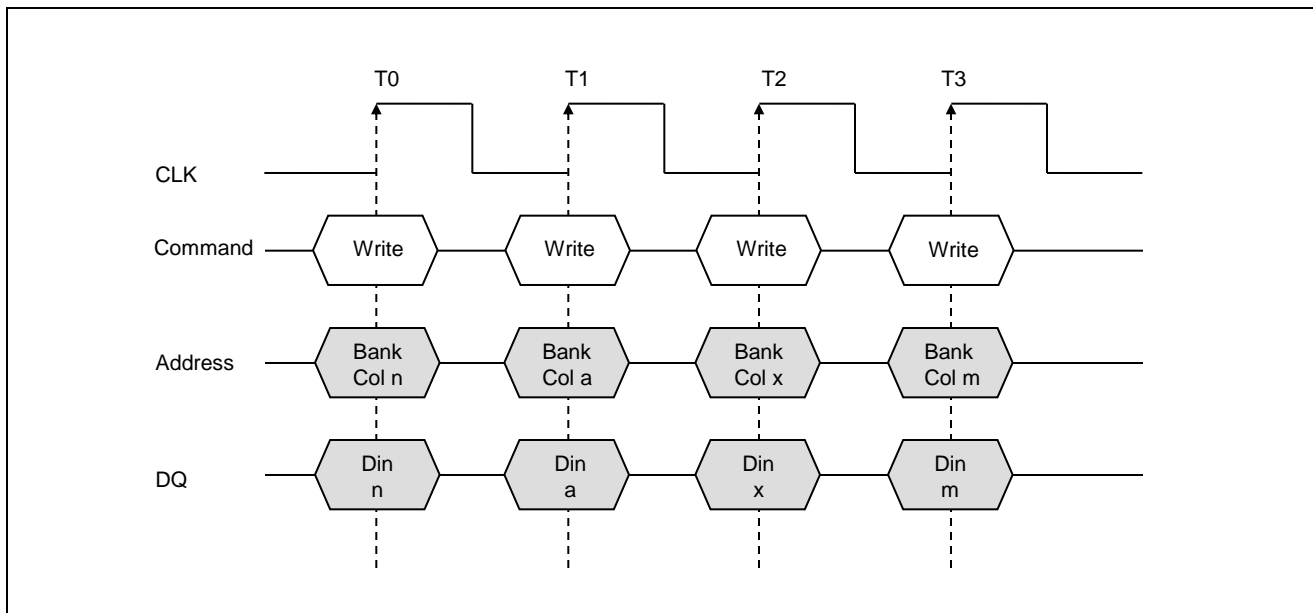 T0 T1 T2 T3
CLK
Command Write Write Write Write
Address
Bank Bank Bank Bank
Col n Col a Col x Col m
DQ
Din Din Din Din
n a x m